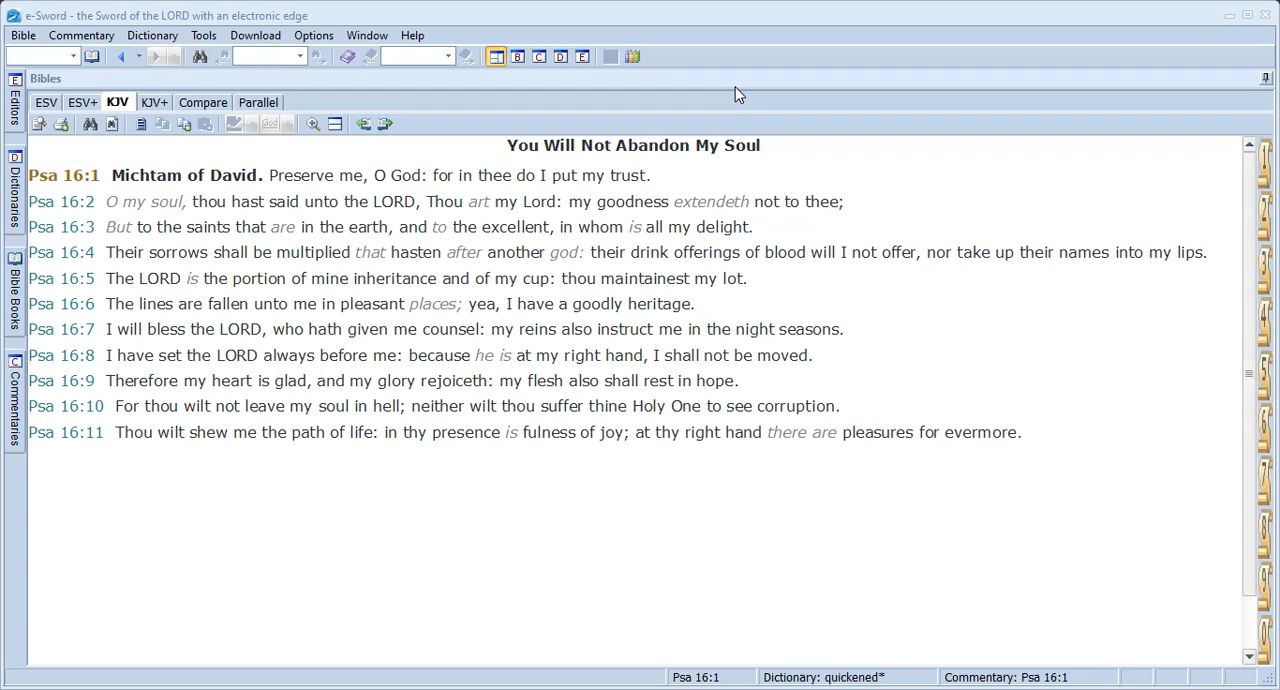 e-Sword - the Sword of the LORD with an electronic edge
Bible Commentary Dictionary Tools Download Options Window Help
B C D E
Bibles
E Editors
ESV ESV+ KJV KJV+ Compare Parallel
God
You Will Not Abandon My Soul
Psa 16:1 Michtam of David. Preserve me, O God: for in thee do I put my trust.
Psa 16:2 O my soul, thou hast said unto the LORD, Thou art my Lord: my goodness extendeth not to thee;
Psa 16:3 But to the saints that are in the earth, and to the excellent, in whom is all my delight.
Psa 16:4 Their sorrows shall be multiplied that hasten after another god: their drink offerings of blood will I not offer, nor take up their names into my lips.
Psa 16:5 The LORD is the portion of mine inheritance and of my cup: thou maintainest my lot.
Psa 16:6 The lines are fallen unto me in pleasant places; yea, I have a goodly heritage.
Psa 16:7 I will bless the LORD, who hath given me counsel: my reins also instruct me in the night seasons.
Psa 16:8 I have set the LORD always before me: because he is at my right hand, I shall not be moved.
Psa 16:9 Therefore my heart is glad, and my glory rejoiceth: my flesh also shall rest in hope.
Psa 16:10 For thou wilt not leave my soul in hell; neither wilt thou suffer thine Holy One to see corruption.
Psa 16:11 Thou wilt shew me the path of life: in thy presence is fulness of joy; at thy right hand there are pleasures for evermore.
D Dictionaries
Bible Books
C Commentaries
1
2
3
4
5
6
7
8
9
0
Psa 16:1 Dictionary: quickened* Commentary: Psa 16:1